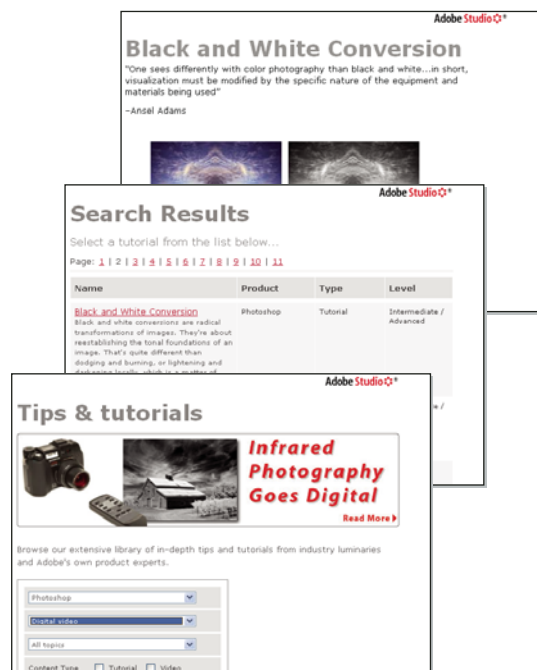 Adobe Studio*
Black and White Conversion
"One sees differently with color photography than black and white...in short,
visualization must be modified by the specific nature of the equipment and
materials being used"
–Ansel Adams
Adobe Studio*
Search Results
Select a tutorial from the list below...
Page: 1 | 2 | 3 | 4 | 5 | 6 | 7 | 8 | 9 | 10 | 11
Name Product Type Level
Black and White Conversion Photoshop Tutorial Intermediate /
Advanced
Black and white conversions are radical
transformations of images. They're about
reestablishing the tonal foundations of an
image. That's quite different than
dodging and burning, or lightening and
darkening locally, which is a matter of
Adobe Studio*
Tips & tutorials
Infrared
Photography
Goes Digital
Read More
Browse our extensive library of in-depth tips and tutorials from industry luminaries
and Adobe's own product experts.
Photoshop
Digital video
All topics
Content Type Tutorial Video